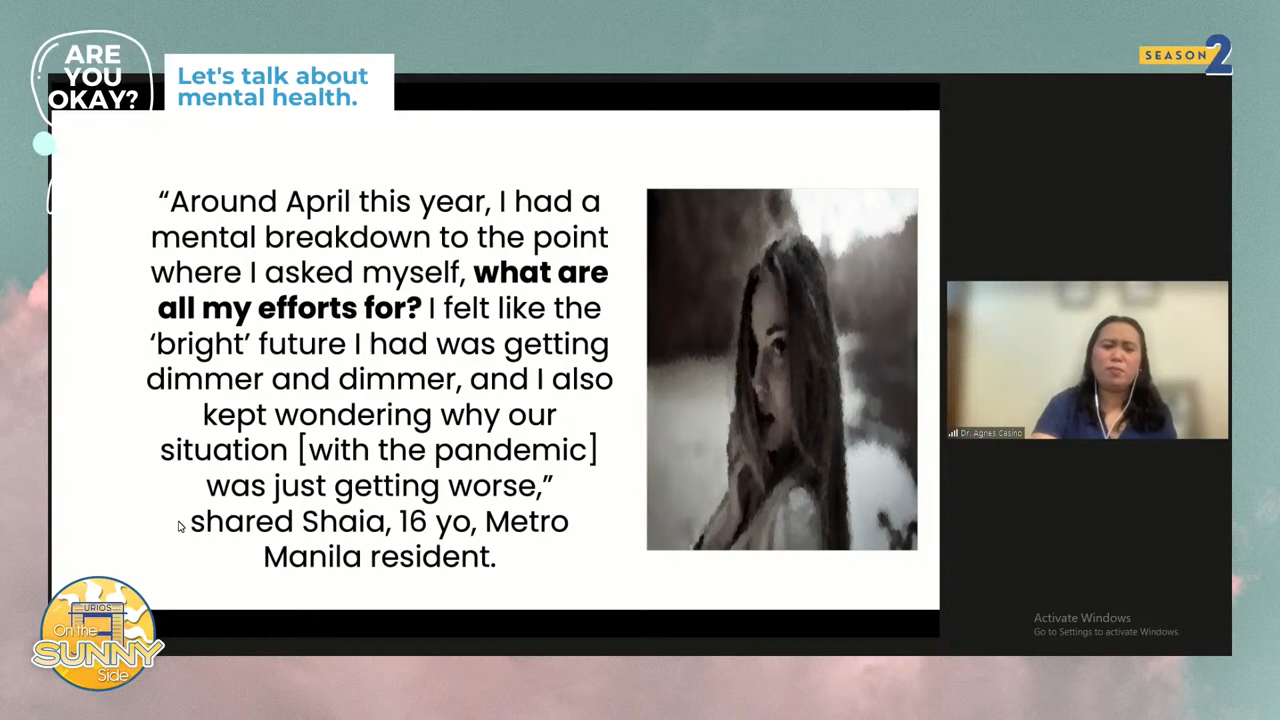 ARE
YOU
OKAY?
Let's talk about
mental health.
SEASON 2
“Around April this year, I had a
mental breakdown to the point
where I asked myself, what are
all my efforts for? I felt like the
‘bright’ future I had was getting
dimmer and dimmer, and I also
kept wondering why our
situation [with the pandemic]
was just getting worse,”
shared Shaia, 16 yo, Metro
Manila resident.
Dr. Agnes Casino
Activate Windows
Go to Settings to activate Windows.
URIOS
On the
SUNNY
Side